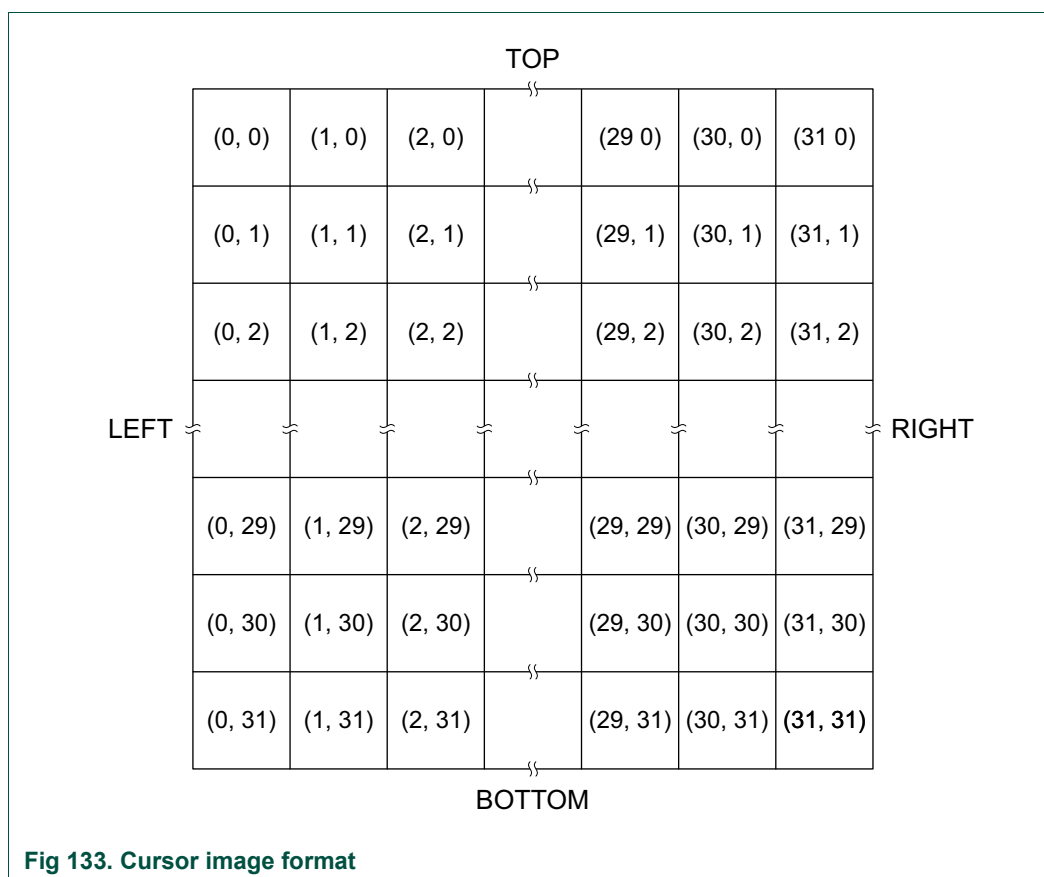 TOP
(0, 0) (1, 0) (2, 0) (29 0) (30, 0) (31 0)
(0, 1) (1, 1) (2, 1) (29, 1) (30, 1) (31, 1)
(0, 2) (1, 2) (2, 2) (29, 2) (30, 2) (31, 2)
LEFT RIGHT
(0, 29) (1, 29) (2, 29) (29, 29) (30, 29) (31, 29)
(0, 30) (1, 30) (2, 30) (29, 30) (30, 30) (31, 30)
(0, 31) (1, 31) (2, 31) (29, 31) (30, 31) (31, 31)
BOTTOM
Fig 133. Cursor image format